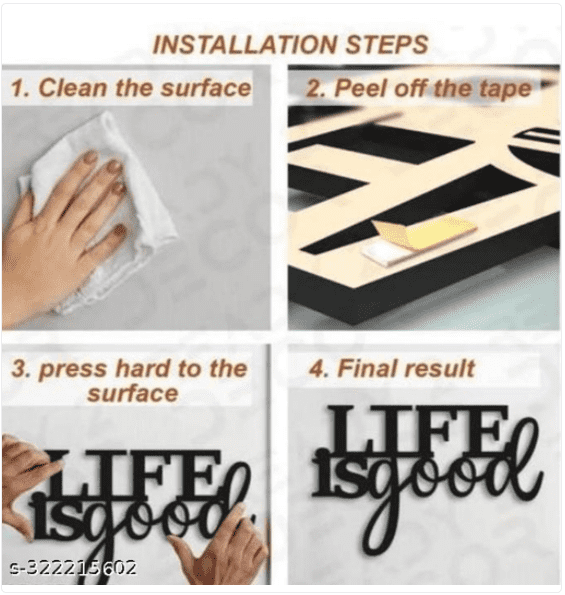 INSTALLATION STEPS
1. Clean the surface
2. Peel off the tape
3. press hard to the
surface
4. Final result
LIFE
isgood
LIFE
isgood
s-322215602